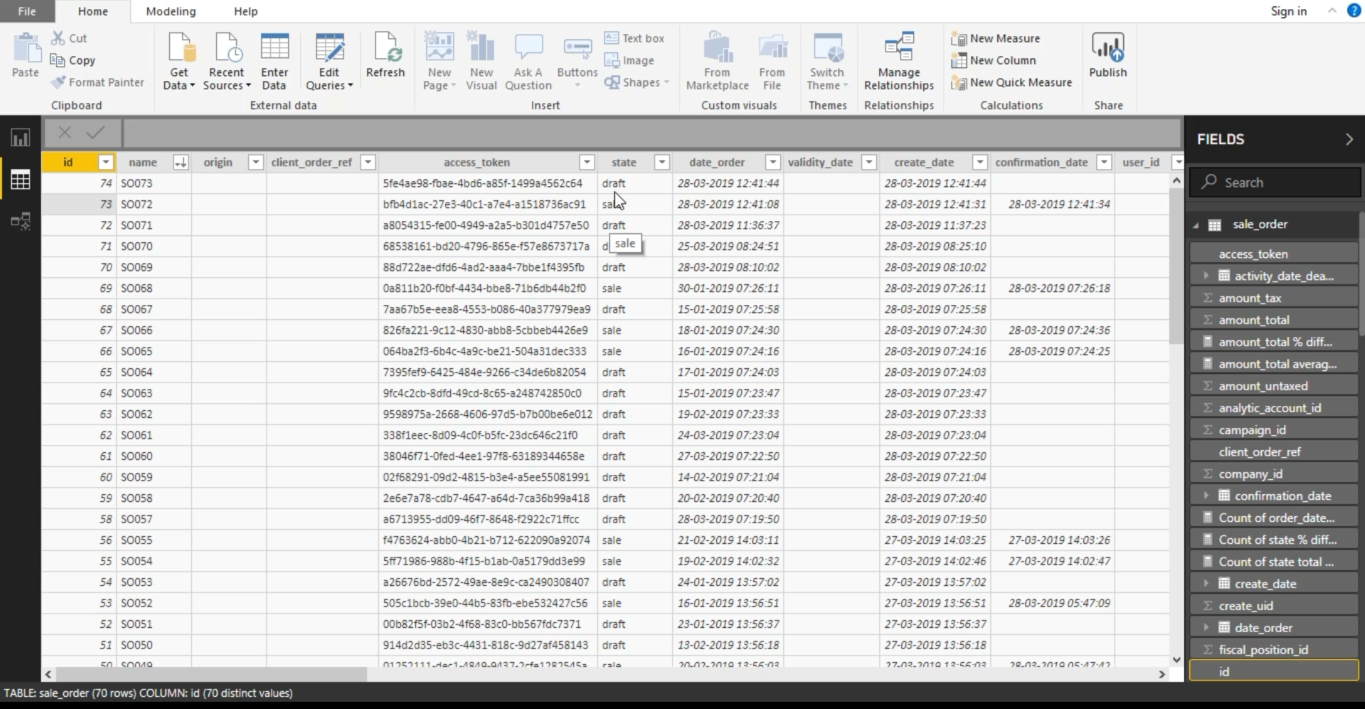 File Home Modeling Help Sign in
Cut
Copy
Format Painter
Paste
Clipboard
Get Data
Recent Sources
Enter Data
Edit Queries
Refresh
External data
New Page
New Visual
Ask A Question
Buttons
Text box
Image
Shapes
Insert
From Marketplace
From File
Custom visuals
Switch Theme
Themes
Manage Relationships
Relationships
New Measure
New Column
New Quick Measure
Calculations
Publish
Share
id name origin client_order_ref access_token state date_order validity_date create_date confirmation_date user_id
74 SO073 5fe4ae98-fbae-4bd6-a85f-1499a4562c64 draft 28-03-2019 12:41:44 28-03-2019 12:41:44
73 SO072 bfb4d1ac-27e3-40c1-a7e4-a1518736ac91 sale 28-03-2019 12:41:08 28-03-2019 12:41:31 28-03-2019 12:41:34
72 SO071 a8054315-fe00-4949-a2a5-b301d4757e50 draft 28-03-2019 11:36:37 28-03-2019 11:37:23
71 SO070 68538161-bd20-4796-865e-f57e8673717a d 25-03-2019 08:24:51 28-03-2019 08:25:10
sale
70 SO069 88d722ae-dfd6-4ad2-aaa4-7bbe1f4395fb draft 28-03-2019 08:10:02 28-03-2019 08:10:02
69 SO068 0a811b20-f0bf-4434-bbe8-71b6db44b2f0 sale 30-01-2019 07:26:11 28-03-2019 07:26:11 28-03-2019 07:26:18
68 SO067 7aa67b5e-eea8-4553-b086-40a377979ea9 draft 15-01-2019 07:25:58 28-03-2019 07:25:58
67 SO066 826fa221-9c12-4830-abb8-5cbbeb4426e9 sale 18-01-2019 07:24:30 28-03-2019 07:24:30 28-03-2019 07:24:36
66 SO065 064ba2f3-6b4c-4a9c-be21-504a31dec333 sale 16-01-2019 07:24:16 28-03-2019 07:24:16 28-03-2019 07:24:25
65 SO064 7395fef9-6425-484e-9266-c34de6b82054 draft 17-01-2019 07:24:03 28-03-2019 07:24:03
64 SO063 9fc4c2cb-8dfd-49cd-8c65-a248742850c0 draft 15-01-2019 07:23:47 28-03-2019 07:23:47
63 SO062 9598975a-2668-4606-97d5-b7b00be6e012 draft 19-02-2019 07:23:33 28-03-2019 07:23:33
62 SO061 338f1eec-8d09-4c0f-b5fc-23dc646c21f0 draft 24-03-2019 07:23:04 28-03-2019 07:23:04
61 SO060 38046f71-0fed-4ee1-97f8-63189344658e draft 27-03-2019 07:22:50 28-03-2019 07:22:50
60 SO059 02f68291-09d2-4815-b3e4-a5ee55081991 draft 14-02-2019 07:21:04 28-03-2019 07:21:04
59 SO058 2e6e7a78-cdb7-4647-a64d-7ca36b99a418 draft 20-02-2019 07:20:40 28-03-2019 07:20:40
58 SO057 a6713955-dd09-46f7-8648-f2922c71ffcc draft 28-03-2019 07:19:50 28-03-2019 07:19:50
56 SO055 f4763624-abb0-4b21-b712-622090a92074 sale 21-02-2019 14:03:11 27-03-2019 14:03:25 27-03-2019 14:03:26
55 SO054 5ff71986-988b-4f15-b1ab-0a5179dd3e99 sale 19-02-2019 14:02:32 27-03-2019 14:02:46 27-03-2019 14:02:47
54 SO053 a26676bd-2572-49ae-8e9c-ca2490308407 draft 24-01-2019 13:57:02 27-03-2019 13:57:02
53 SO052 505c1bcb-39e0-44b5-83fb-ebe532427c56 sale 16-01-2019 13:56:51 27-03-2019 13:56:51 28-03-2019 05:47:09
52 SO051 00b82f5f-03b2-4f68-83c0-bb567fdc7371 draft 23-01-2019 13:56:37 27-03-2019 13:56:37
51 SO050 914d2d35-eb3c-4431-818c-9d27af458143 draft 13-02-2019 13:56:18 27-03-2019 13:56:18
50 SO049 01252111-dec1-4849-9437-2cfe1282545a sale 20-02-2019 13:56:03 27-03-2019 13:56:03 28-03-2019 05:47:42
FIELDS
Search
sale_order
access_token
activity_date_dea...
amount_tax
amount_total
amount_total % diff...
amount_total averag...
amount_untaxed
analytic_account_id
campaign_id
client_order_ref
company_id
confirmation_date
Count of order_date...
Count of state % diff...
Count of state total ...
create_date
create_uid
date_order
fiscal_position_id
id
TABLE: sale_order (70 rows) COLUMN: id (70 distinct values)